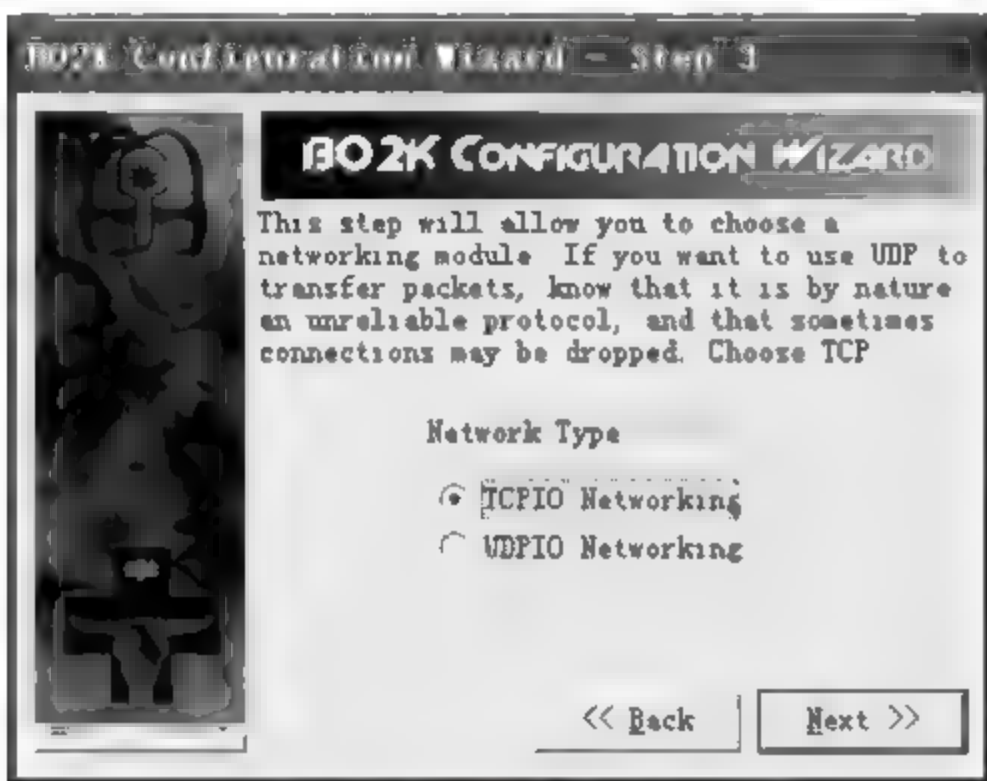 BO2K Configuration Wizard - Step 3
BO2K CONFIGURATION WIZARD
This step will allow you to choose a
networking module If you want to use UDP to
transfer packets, know that it is by nature
an unreliable protocol, and that sometimes
connections may be dropped. Choose TCP
Network Type
TCPIO Networking
UDPIO Networking
<< Back
Next >>